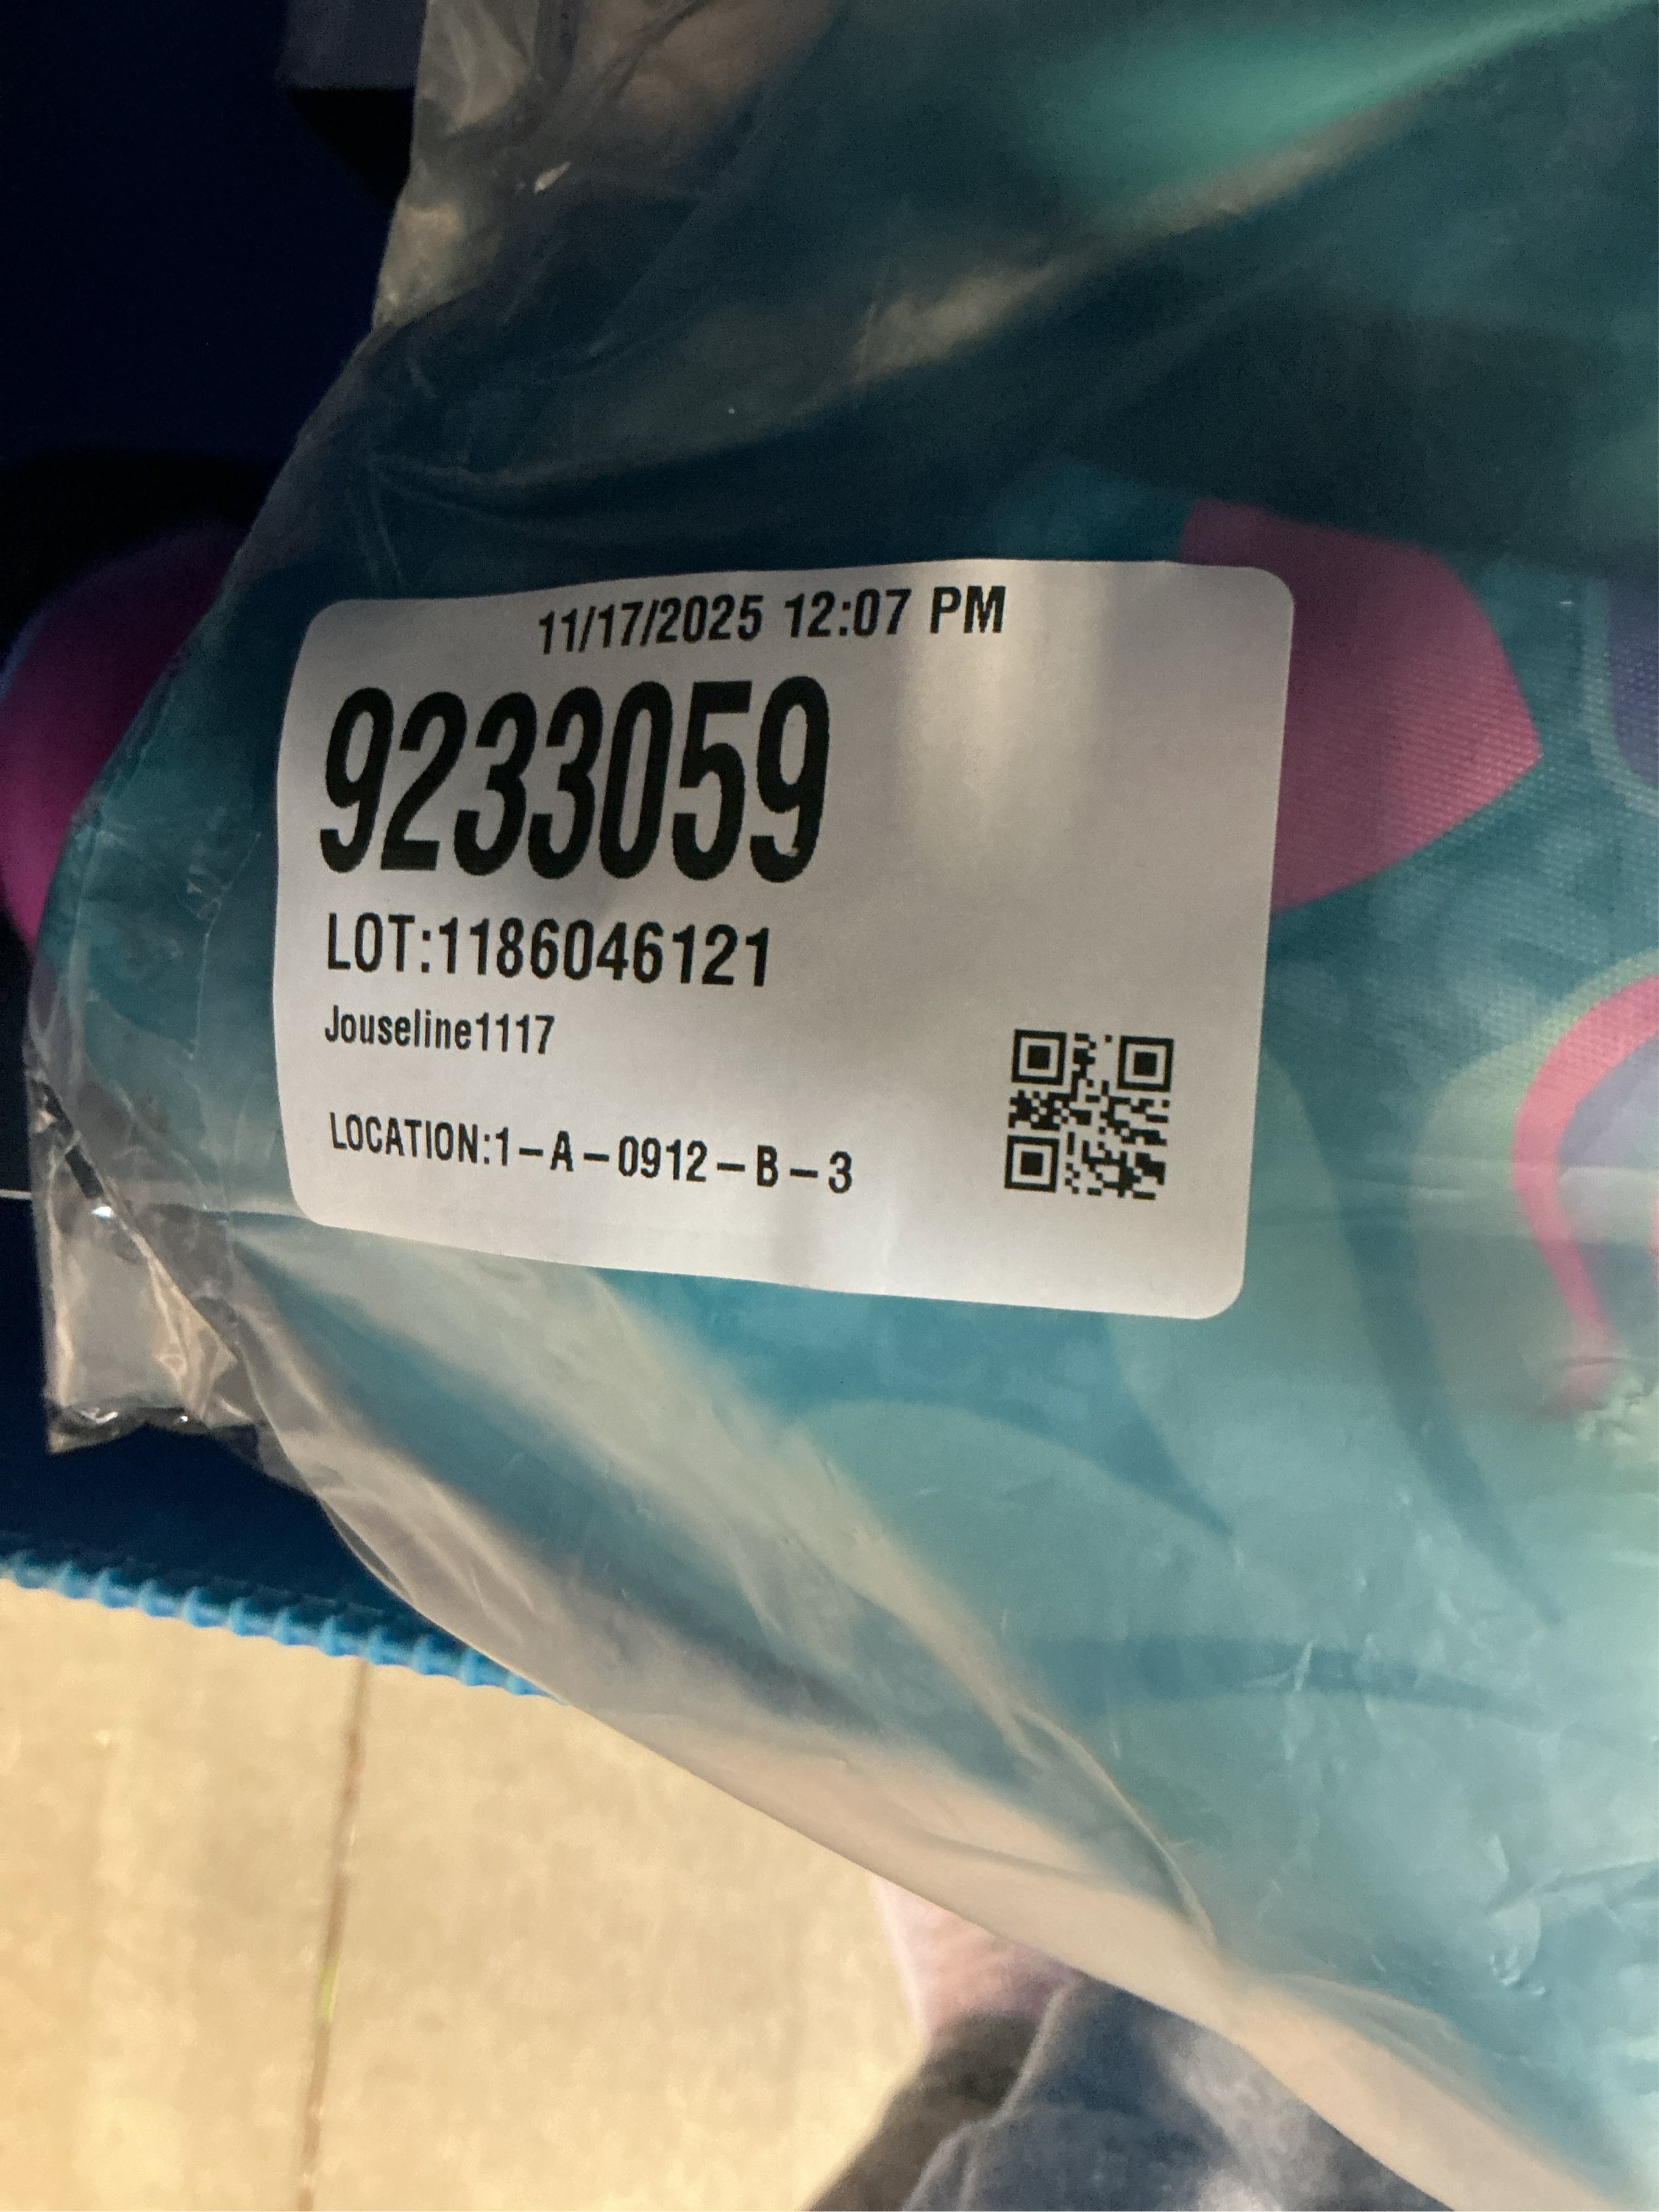 11/17/2025 12:07 PM
9233059
LOT:1186046121
Jouseline1117
LOCATION:1-A-0912-B-3